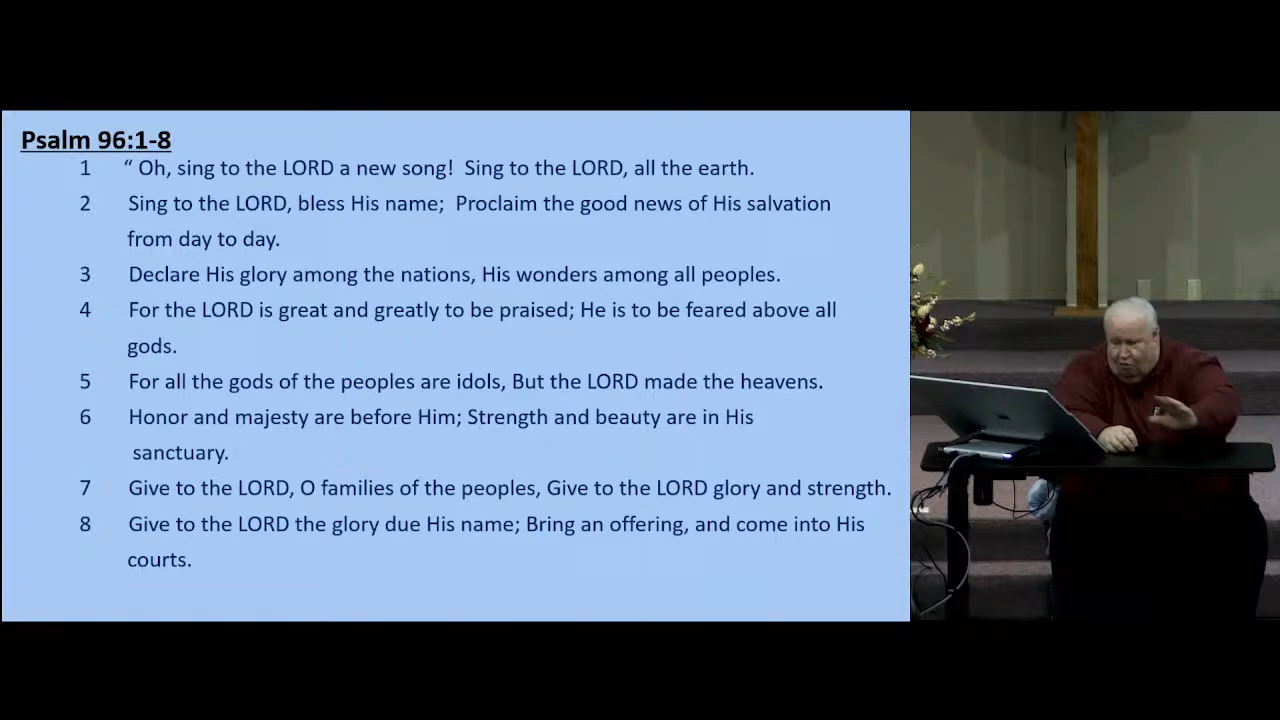 Psalm 96:1-8
1 “ Oh, sing to the LORD a new song! Sing to the LORD, all the earth.
2 Sing to the LORD, bless His name; Proclaim the good news of His salvation
from day to day.
3 Declare His glory among the nations, His wonders among all peoples.
4 For the LORD is great and greatly to be praised; He is to be feared above all
gods.
5 For all the gods of the peoples are idols, But the LORD made the heavens.
6 Honor and majesty are before Him; Strength and beauty are in His
sanctuary.
7 Give to the LORD, O families of the peoples, Give to the LORD glory and strength.
8 Give to the LORD the glory due His name; Bring an offering, and come into His
courts.